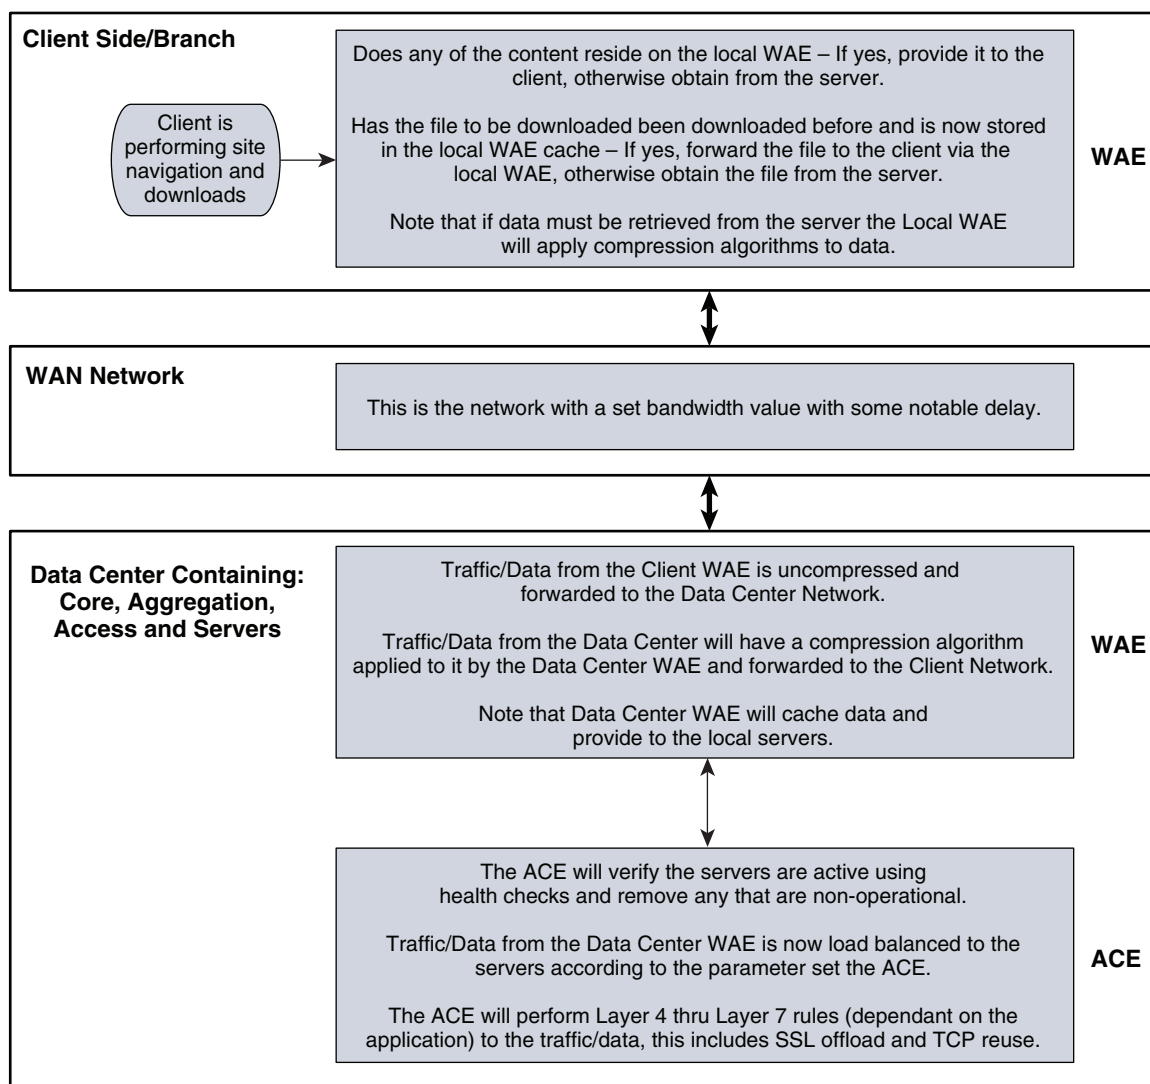 Client Side/Branch
Does any of the content reside on the local WAE – If yes, provide it to the
client, otherwise obtain from the server.
Client is
performing site
navigation and
downloads
Has the file to be downloaded been downloaded before and is now stored
in the local WAE cache – If yes, forward the file to the client via the
local WAE, otherwise obtain the file from the server.
WAE
Note that if data must be retrieved from the server the Local WAE
will apply compression algorithms to data.
WAN Network
This is the network with a set bandwidth value with some notable delay.
Data Center Containing:
Core, Aggregation,
Access and Servers
Traffic/Data from the Client WAE is uncompressed and
forwarded to the Data Center Network.
Traffic/Data from the Data Center will have a compression algorithm
applied to it by the Data Center WAE and forwarded to the Client Network.
WAE
Note that Data Center WAE will cache data and
provide to the local servers.
The ACE will verify the servers are active using
health checks and remove any that are non-operational.
Traffic/Data from the Data Center WAE is now load balanced to the
servers according to the parameter set the ACE.
ACE
The ACE will perform Layer 4 thru Layer 7 rules (dependant on the
application) to the traffic/data, this includes SSL offload and TCP reuse.